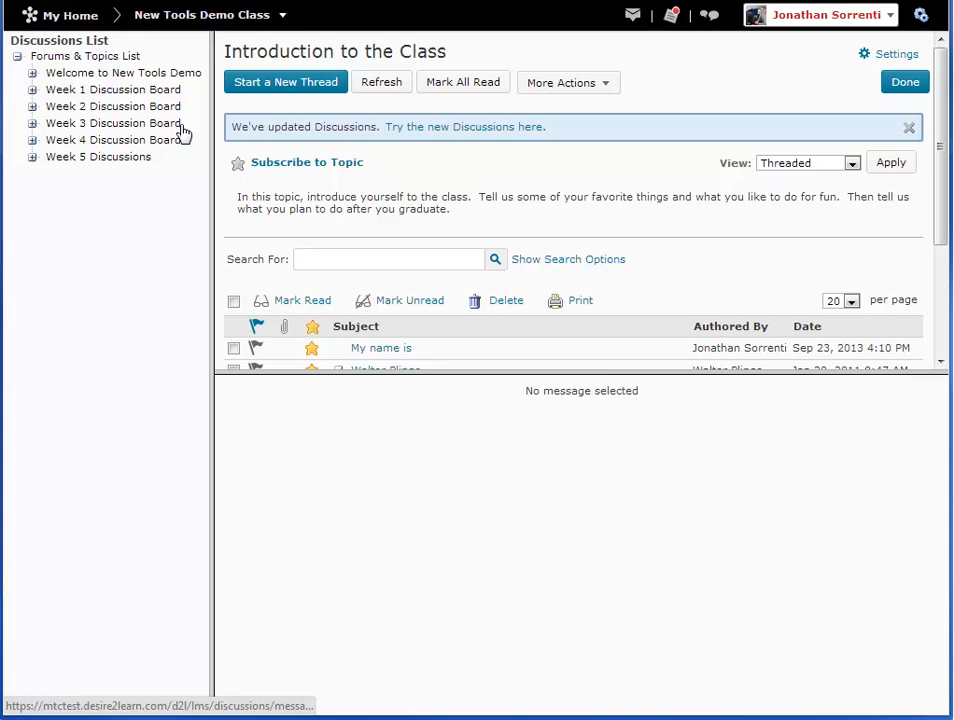 My Home
New Tools Demo Class
Jonathan Sorrenti
Discussions List
Forums & Topics List
Welcome to New Tools Demo
Week 1 Discussion Board
Week 2 Discussion Board
Week 3 Discussion Board
Week 4 Discussion Board
Week 5 Discussions
Introduction to the Class
Settings
Start a New Thread Refresh Mark All Read More Actions Done
We've updated Discussions. Try the new Discussions here.
Subscribe to Topic View: Threaded Apply
In this topic, introduce yourself to the class. Tell us some of your favorite things and what you like to do for fun. Then tell us
what you plan to do after you graduate.
Search For: Show Search Options
Mark Read Mark Unread Delete Print 20 per page
Subject Authored By Date
My name is Jonathan Sorrenti Sep 23, 2013 4:10 PM
No message selected
https://mtctest.desire2learn.com/d2l/lms/discussions/messa...